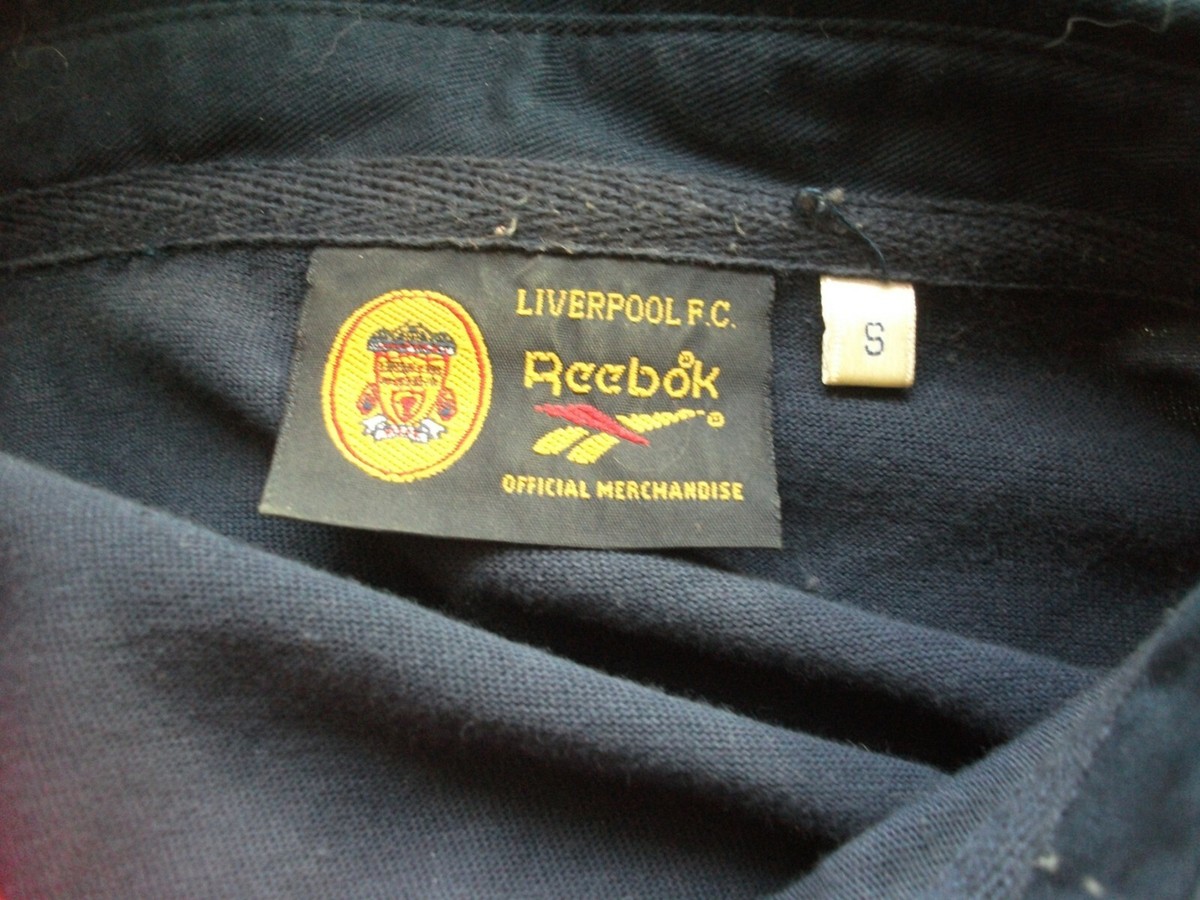 LIVERPOOL F.C.
Reebok
OFFICIAL MERCHANDISE
S